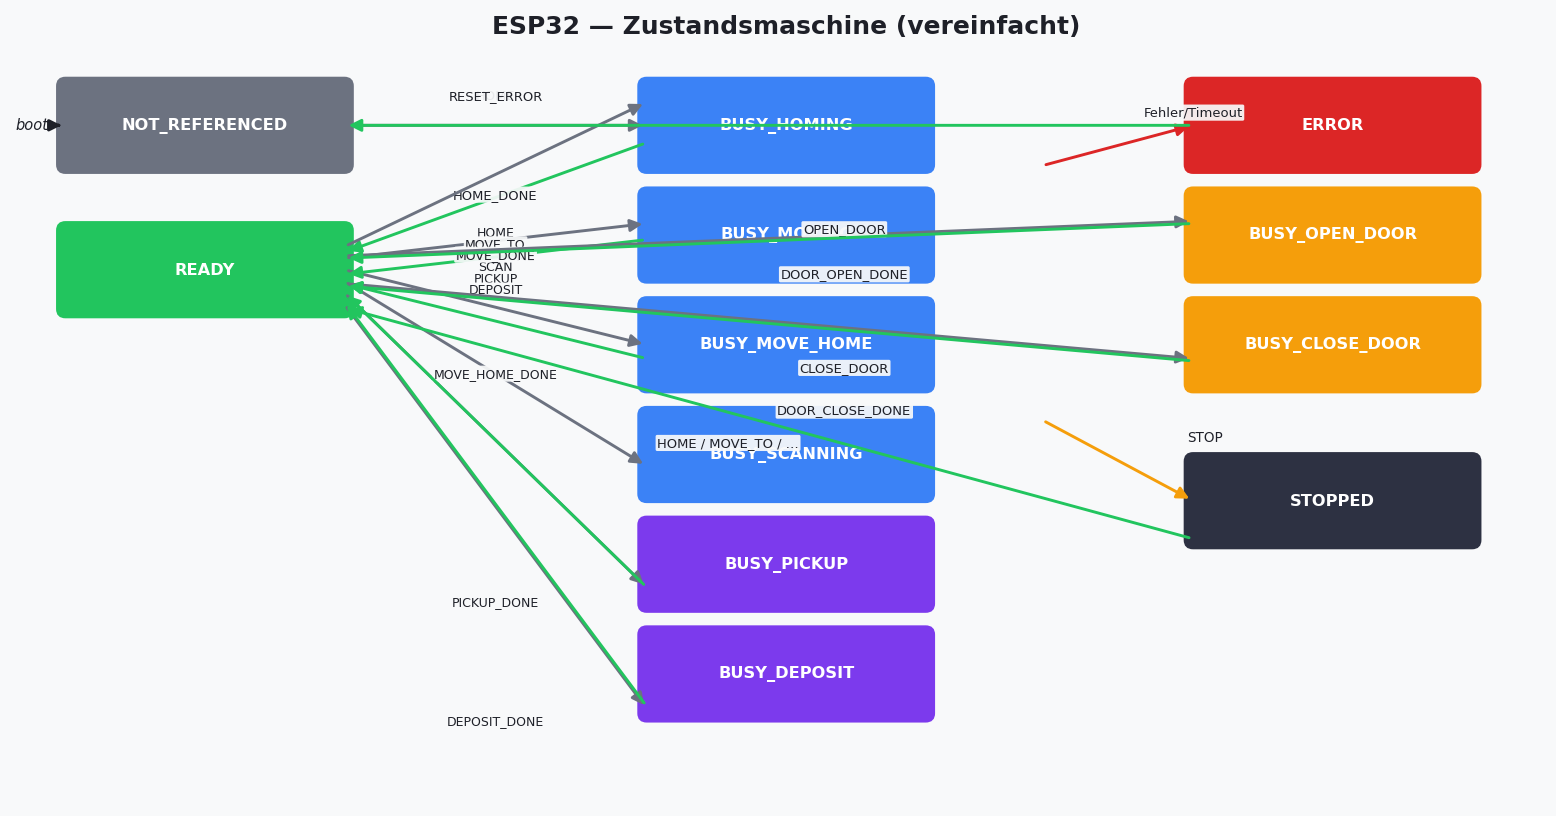 ESP32 — Zustandsmaschine (vereinfacht)
boot
NOT_REFERENCED
RESET_ERROR
BUSY_HOMING
Fehler/Timeout
ERROR
HOME_DONE
READY
HOME
MOVE_TO
MOVE_DONE
SCAN
PICKUP
DEPOSIT
OPEN_DOOR
BUSY_OPEN_DOOR
DOOR_OPEN_DONE
BUSY_MOVE_HOME
BUSY_CLOSE_DOOR
CLOSE_DOOR
MOVE_HOME_DONE
DOOR_CLOSE_DONE
HOME / MOVE_TO / ...
BUSY_SCANNING
STOP
STOPPED
BUSY_PICKUP
PICKUP_DONE
BUSY_DEPOSIT
DEPOSIT_DONE